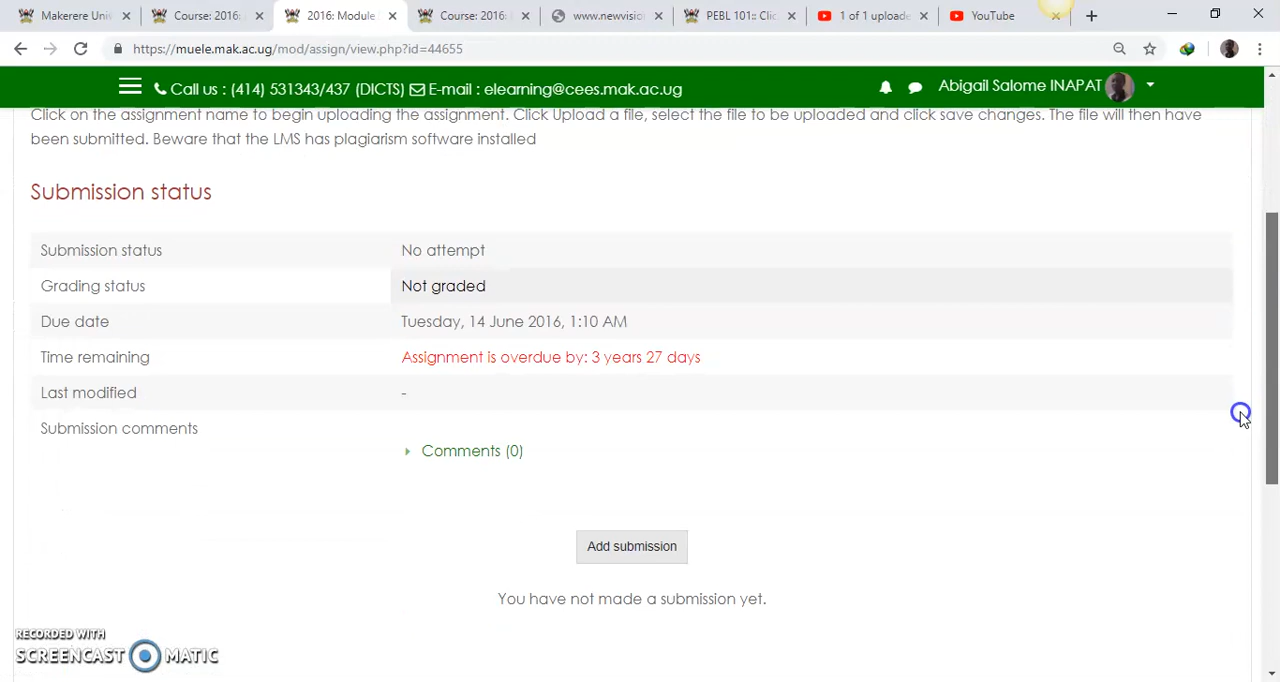 Makerere Univ
Course: 2016:
2016: Module
Course: 2016:
www.newvisio
PEBL 101:: Clic
1 of 1 uploade
YouTube
https://muele.mak.ac.ug/mod/assign/view.php?id=44655
Call us : (414) 531343/437 (DICTS) E-mail : elearning@cees.mak.ac.ug
Abigail Salome INAPAT
Click on the assignment name to begin uploading the assignment. Click Upload a file, select the file to be uploaded and click save changes. The file will then have
been submitted. Beware that the LMS has plagiarism software installed
Submission status
Submission status No attempt
Grading status Not graded
Due date Tuesday, 14 June 2016, 1:10 AM
Time remaining Assignment is overdue by: 3 years 27 days
Last modified -
Submission comments
Comments (0)
Add submission
You have not made a submission yet.
RECORDED WITH
SCREENCAST MATIC